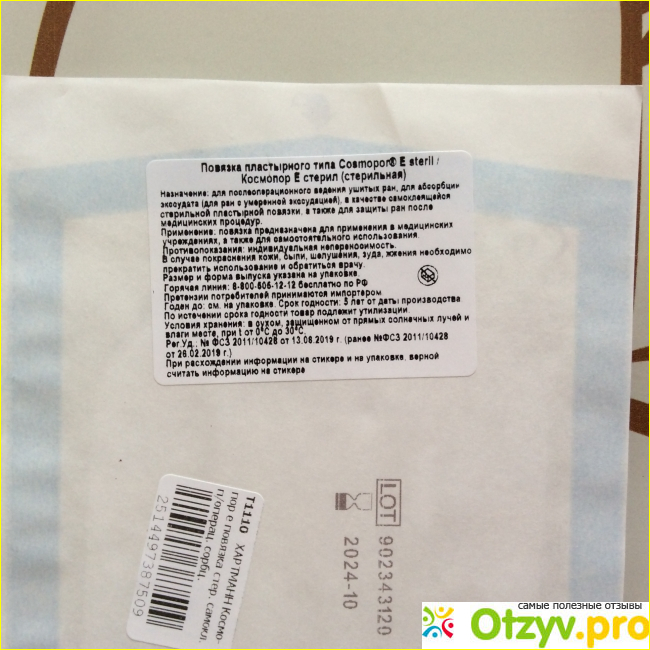 Повязка пластырного типа Cosmopor® E steril /
Космопор Е стерил (стерильная)
Назначение: для послеоперационного ведения ушитых ран, для абсорбции
экссудата (для ран с умеренной экссудацией), в качестве самоклеящейся
стерильной пластырной повязки, а также для защиты ран после
медицинских процедур.
Применение: повязка предназначена для применения в медицинских
учреждениях, а также для самостоятельного использования.
Противопоказания: индивидуальная непереносимость.
В случае покраснения кожи, сыпи, шелушения, зуда, жжения необходимо
прекратить использование и обратиться врачу.
Размер и форма выпуска указана на упаковке.
Горячая линия: 8-800-505-12-12 бесплатно по РФ
Претензии потребителей принимаются импортером.
Годен до: см. на упаковке. Срок годности: 5 лет от даты производства
По истечении срока годности товар подлежит утилизации.
Условия хранения: в сухом, защищенном от прямых солнечных лучей и
влаги месте, при t от 0°С до 30°С.
Рег.Уд.: № ФСЗ 2011/10428 от 13.08.2019 г. (ранее №ФСЗ 2011/10428
от 26.02.2019 г.)
При расхождении информации на стикере и на упаковке, верной
считать информацию на стикере
T1110 ХАРТМАНН Космо-
пор е повязка стер. самокл.
п/операц. сорбц.
2514497387509
LOT 902343120
2024-10
самые полезные отзывы
Otzyv.pro